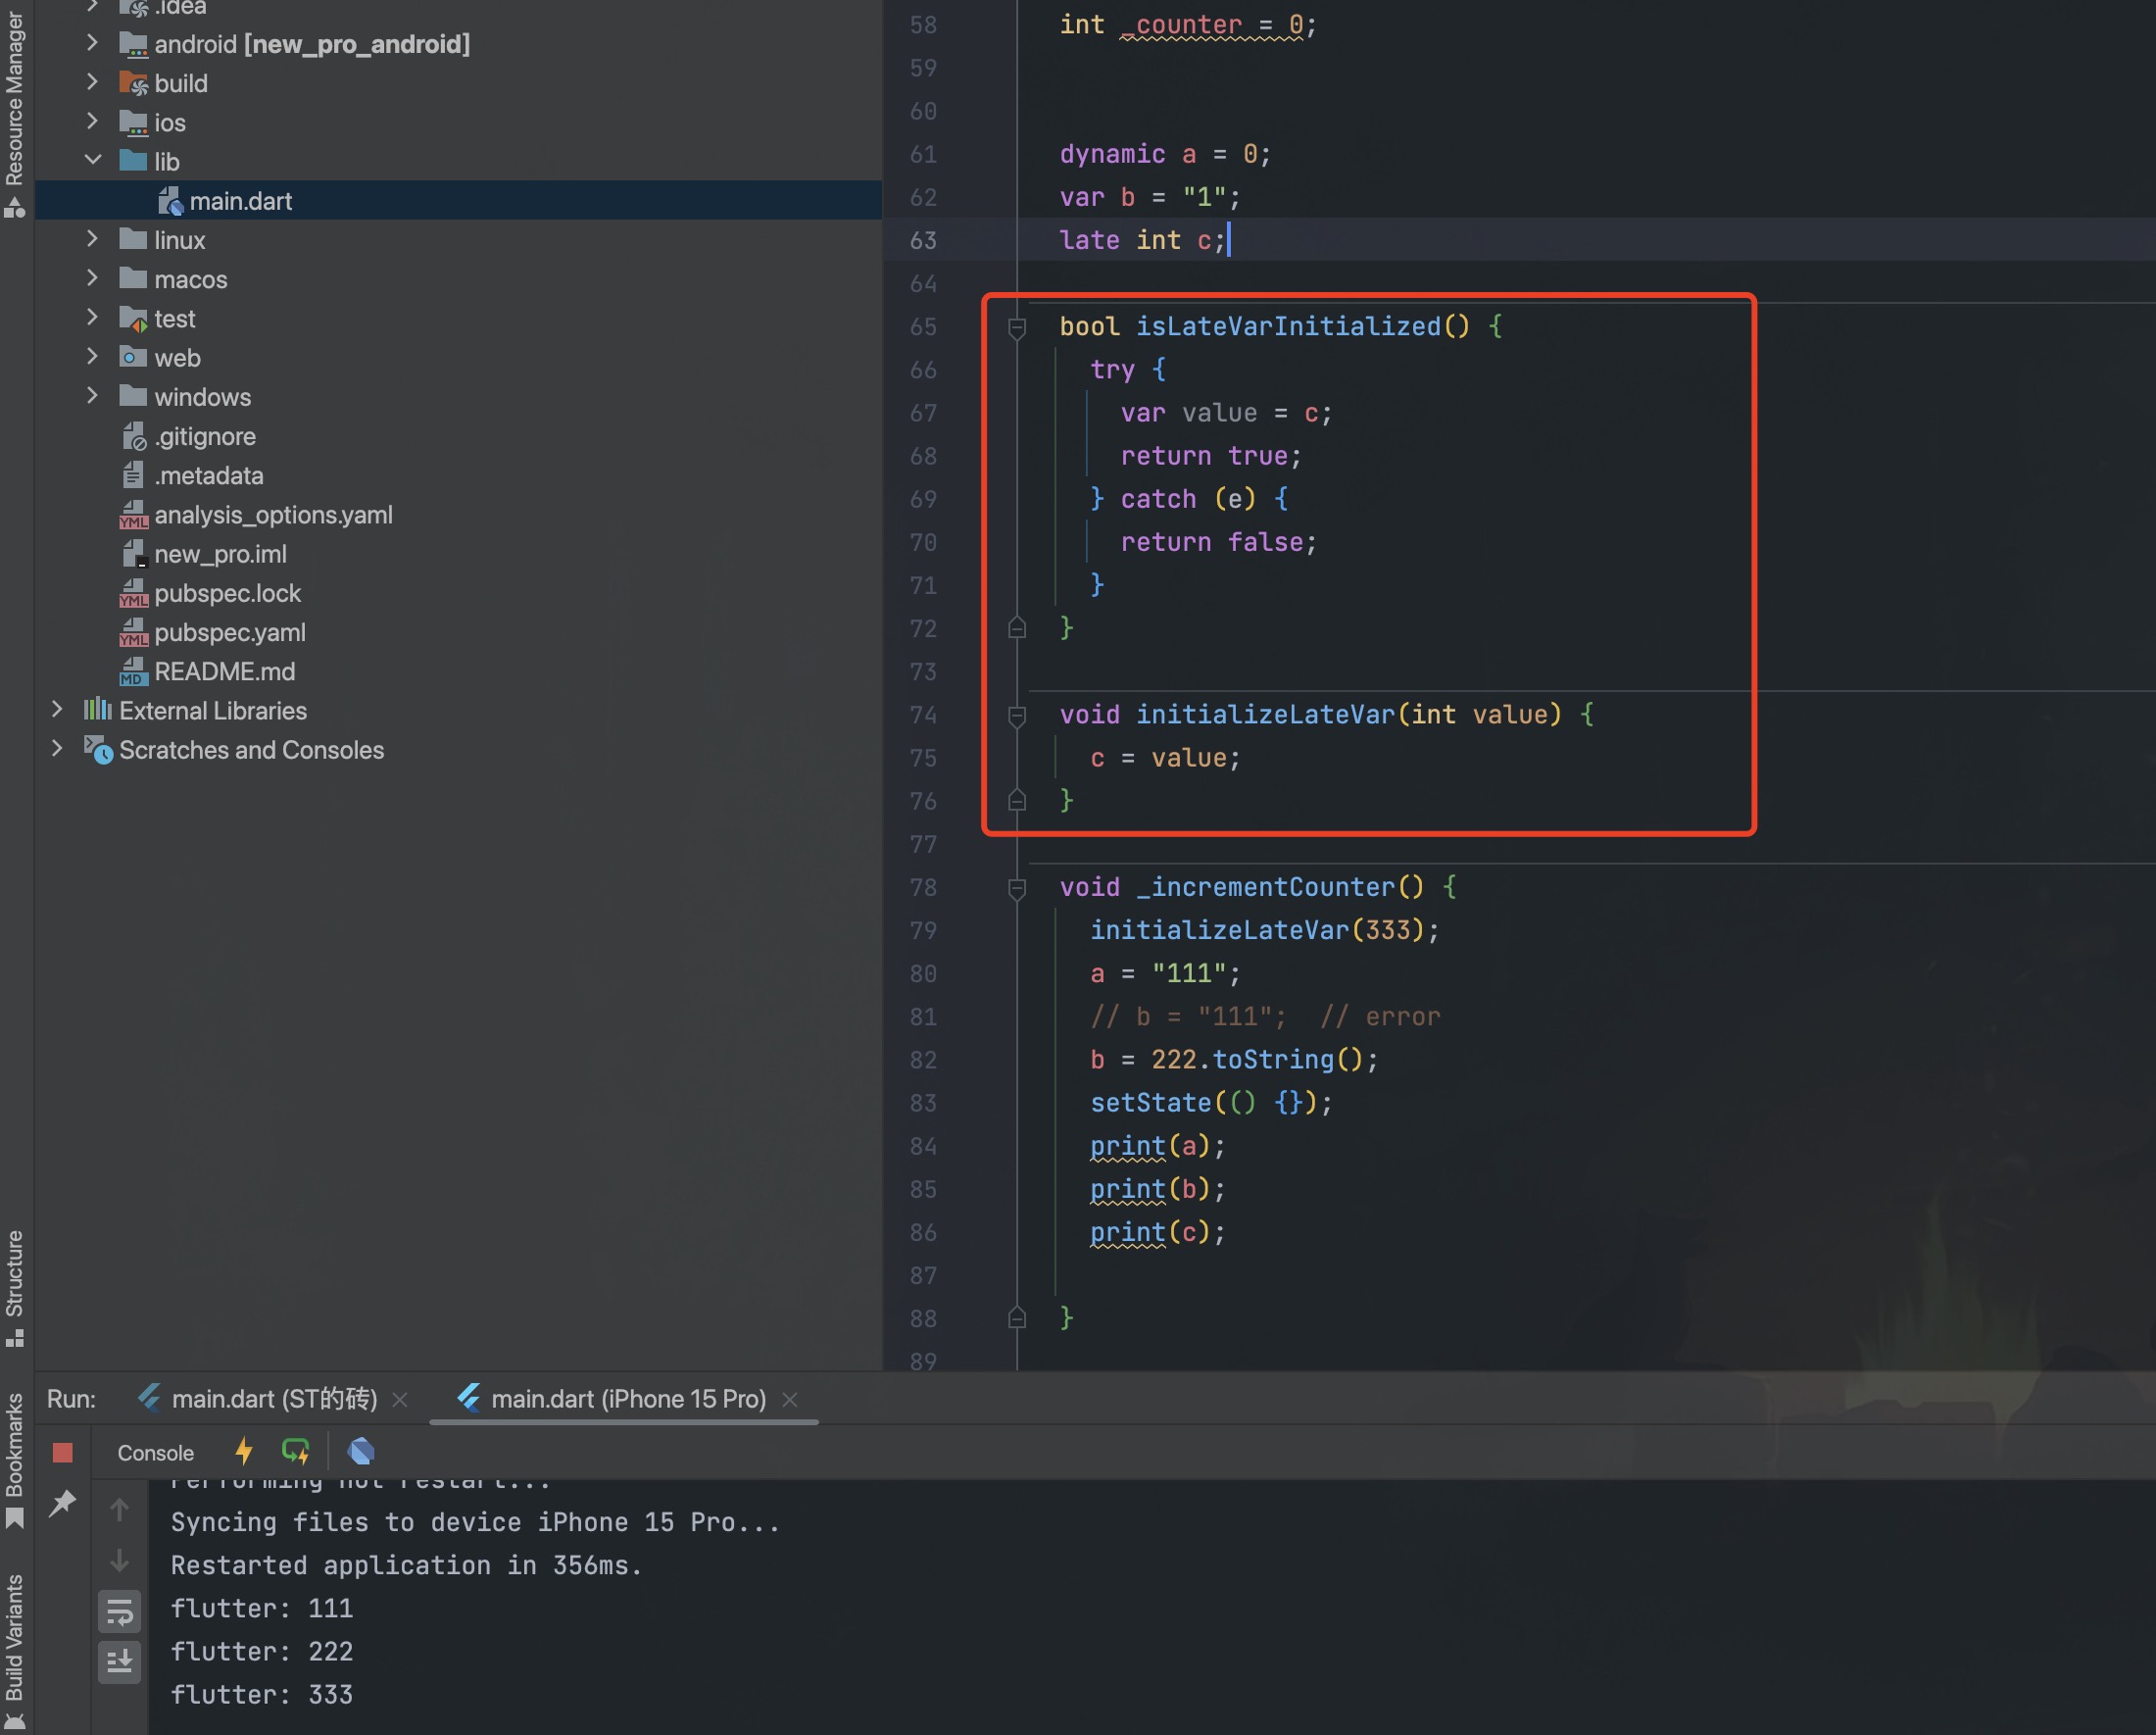 Resource Manager
.idea
android [new_pro_android]
build
ios
lib
main.dart
linux
macos
test
web
windows
.gitignore
.metadata
analysis_options.yaml
new_pro.iml
pubspec.lock
pubspec.yaml
README.md
External Libraries
Scratches and Consoles
Structure
Bookmarks
Build Variants
58 int _counter = 0;
59
60
61 dynamic a = 0;
62 var b = "1";
63 late int c;
64
65 bool isLateVarInitialized() {
66 try {
67 var value = c;
68 return true;
69 } catch (e) {
70 return false;
71 }
72 }
73
74 void initializeLateVar(int value) {
75 c = value;
76 }
77
78 void _incrementCounter() {
79 initializeLateVar(333);
80 a = "111";
81 // b = "111";  // error
82 b = 222.toString();
83 setState(() {});
84 print(a);
85 print(b);
86 print(c);
87
88 }
89
Run: main.dart (ST的砖) main.dart (iPhone 15 Pro)
Console
Performing hot restart...
Syncing files to device iPhone 15 Pro...
Restarted application in 356ms.
flutter: 111
flutter: 222
flutter: 333